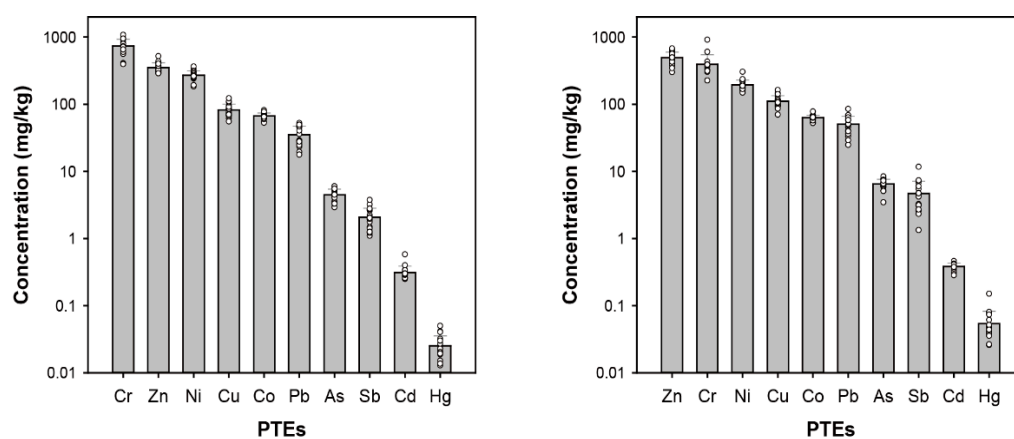 Concentration (mg/kg)
1000
100
10
1
0.1
0.01
Cr Zn Ni Cu Co Pb As Sb Cd Hg
PTEs
Concentration (mg/kg)
1000
100
10
1
0.1
0.01
Zn Cr Ni Cu Co Pb As Sb Cd Hg
PTEs